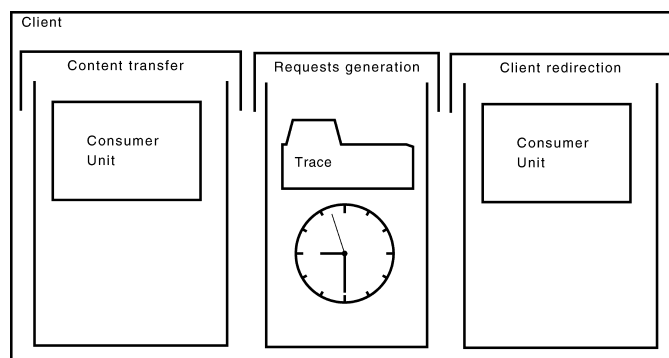 Client
Content transfer
Requests generation
Client redirection
Consumer
Unit
Trace
Consumer
Unit